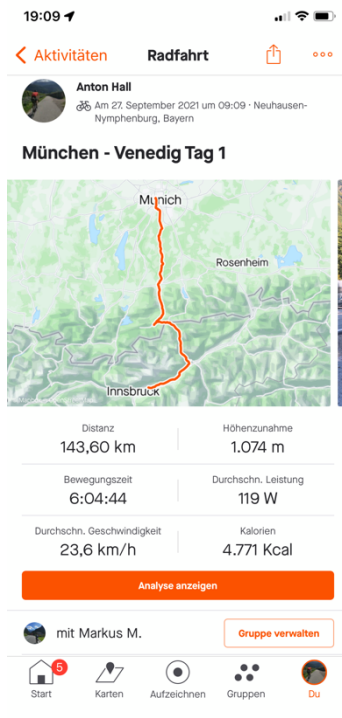 19:09
Aktivitäten
Radfahrt
Anton Hall
Am 27. September 2021 um 09:09 · Neuhausen-
Nymphenburg, Bayern
München - Venedig Tag 1
Munich
Rosenheim
Innsbruck
Distanz
Höhenzunahme
143,60 km
1.074 m
Bewegungszeit
Durchschn. Leistung
6:04:44
119 W
Durchschn. Geschwindigkeit
Kalorien
23,6 km/h
4.771 Kcal
Analyse anzeigen
mit Markus M.
Gruppe verwalten
5
Start
Karten
Aufzeichnen
Gruppen
Du